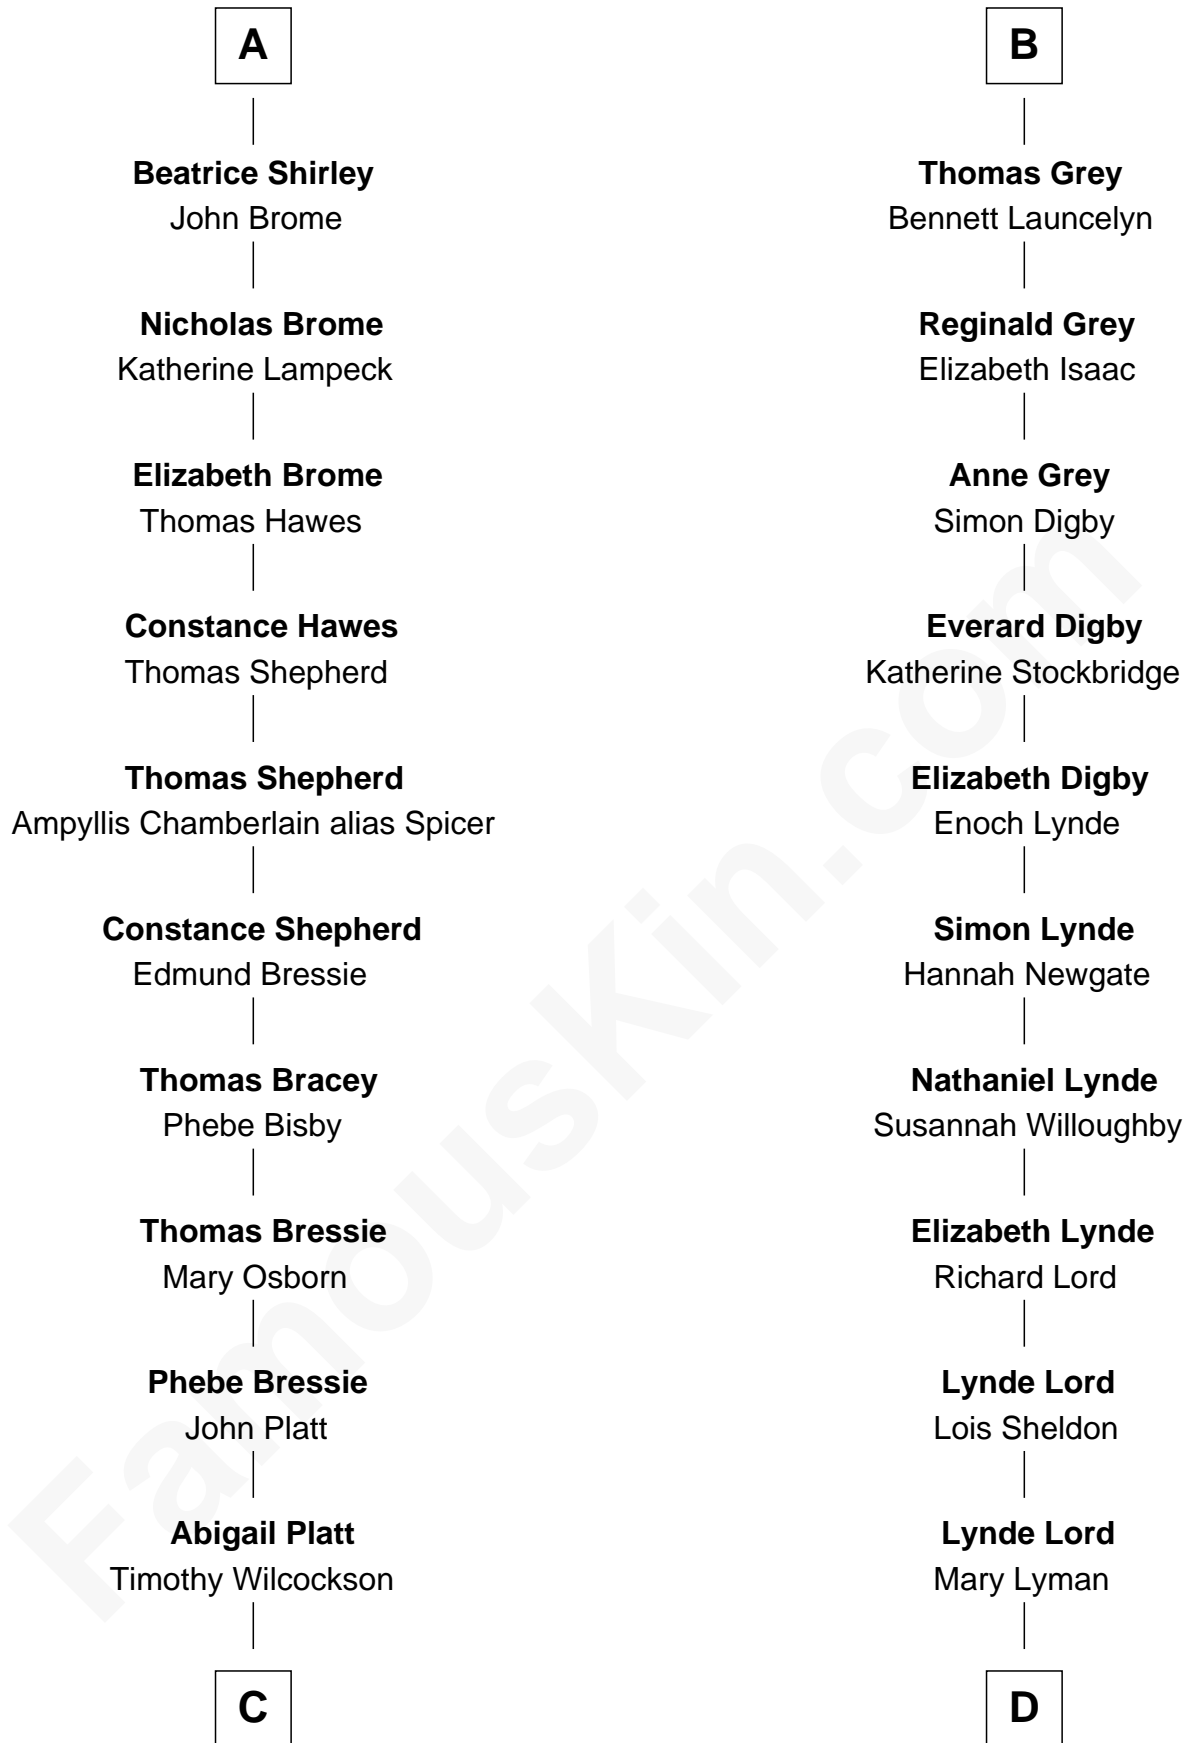 A
Beatrice Shirley
John Brome
Nicholas Brome
Katherine Lampeck
Elizabeth Brome
Thomas Hawes
Constance Hawes
Thomas Shepherd
Thomas Shepherd
Ampyllis Chamberlain alias Spicer
Constance Shepherd
Edmund Bressie
Thomas Bracey
Phebe Bisby
Thomas Bressie
Mary Osborn
Phebe Bressie
John Platt
Abigail Platt
Timothy Wilcockson
C
B
Thomas Grey
Bennett Launcelyn
Reginald Grey
Elizabeth Isaac
Anne Grey
Simon Digby
Everard Digby
Katherine Stockbridge
Elizabeth Digby
Enoch Lynde
Simon Lynde
Hannah Newgate
Nathaniel Lynde
Susannah Willoughby
Elizabeth Lynde
Richard Lord
Lynde Lord
Lois Sheldon
Lynde Lord
Mary Lyman
D
FamousKin.com